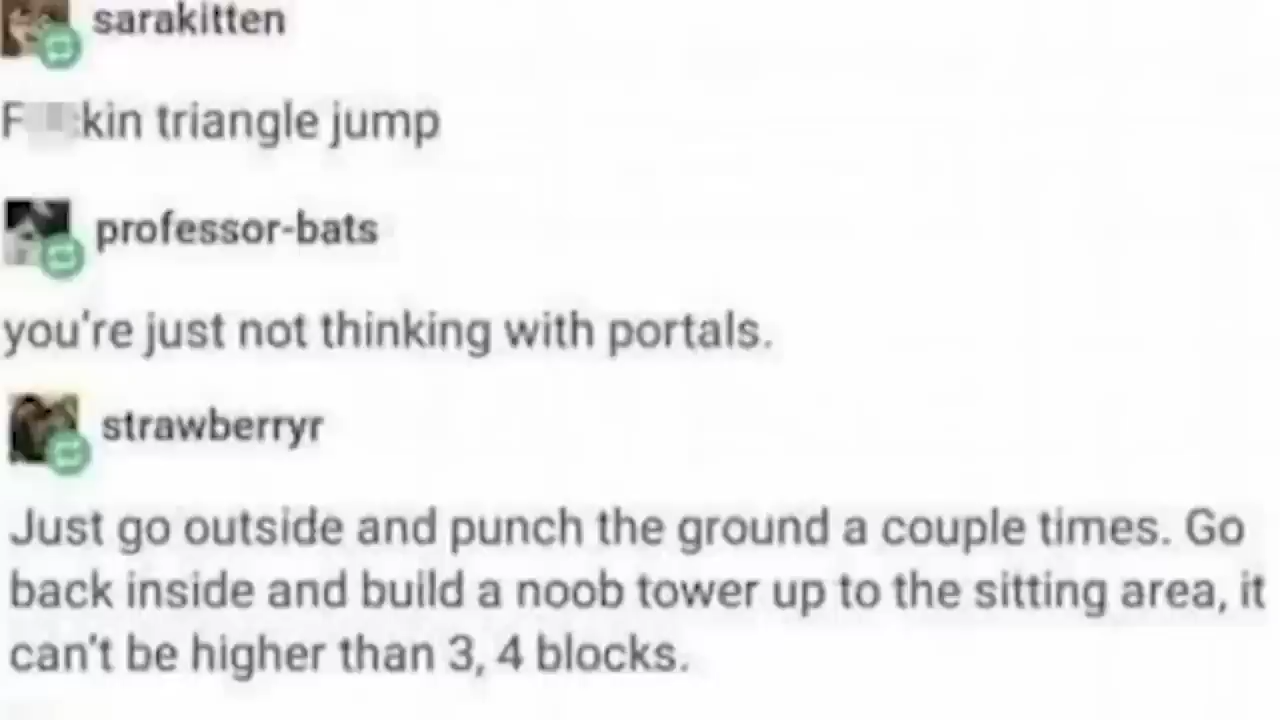 sarakitten
F kin triangle jump
professor-bats
you're just not thinking with portals.
strawberryr
Just go outside and punch the ground a couple times. Go
back inside and build a noob tower up to the sitting area, it
can't be higher than 3, 4 blocks.